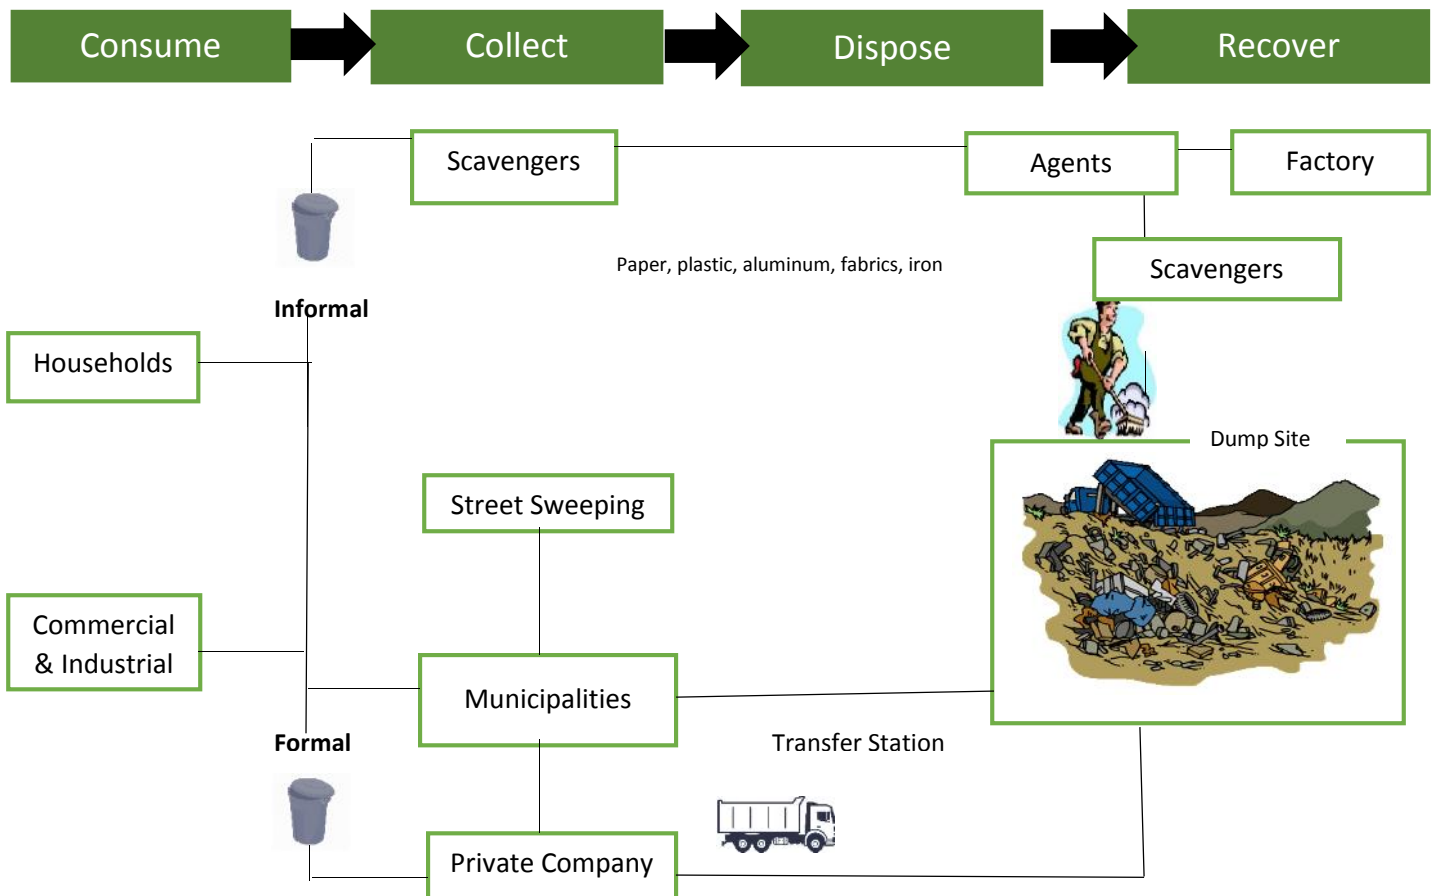 Consume
Collect
Dispose
Recover
Scavengers
Agents
Factory
Paper, plastic, aluminum, fabrics, iron
Scavengers
Informal
Households
Dump Site
Street Sweeping
Commercial
& Industrial
Municipalities
Formal
Transfer Station
Private Company